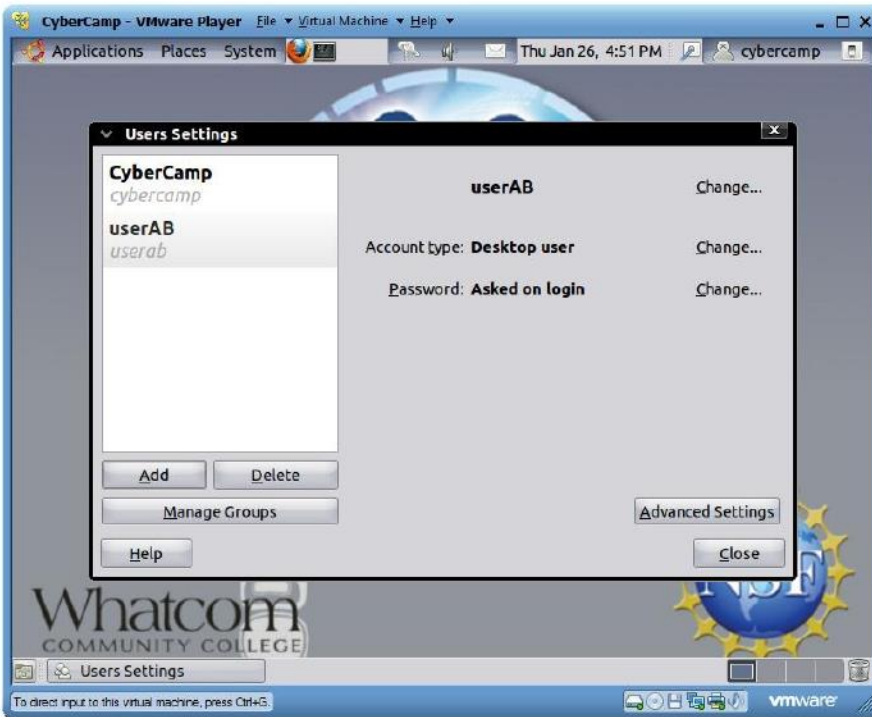 CyberCamp - VMware Player File Virtual Machine Help
Applications Places System Thu Jan 26, 4:51 PM cybercamp
Users Settings
CyberCamp
cybercamp
userAB
userab
userAB Change...
Account type: Desktop user Change...
Password: Asked on login Change...
Add Delete
Manage Groups Advanced Settings
Help Close
NSF
Whatcom
COMMUNITY COLLEGE
Users Settings
To direct input to this virtual machine, press Ctrl+G. vmware